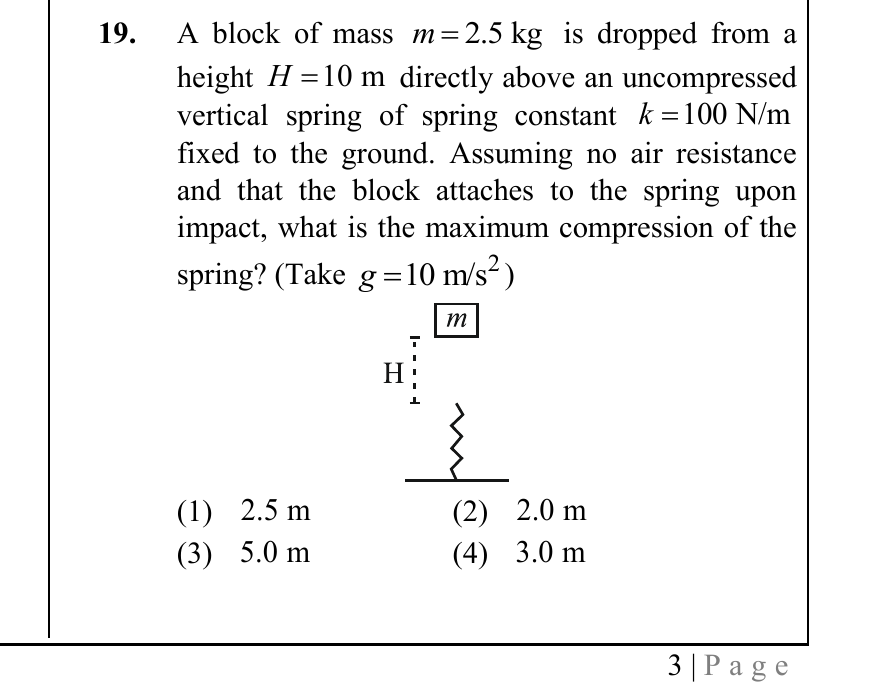 19. A block of mass m = 2.5 kg is dropped from a
height H = 10 m directly above an uncompressed
vertical spring of spring constant k = 100 N/m
fixed to the ground. Assuming no air resistance
and that the block attaches to the spring upon
impact, what is the maximum compression of the
spring? (Take g = 10 m/s²)
m
H
(1) 2.5 m (2) 2.0 m
(3) 5.0 m (4) 3.0 m
3 | P a g e